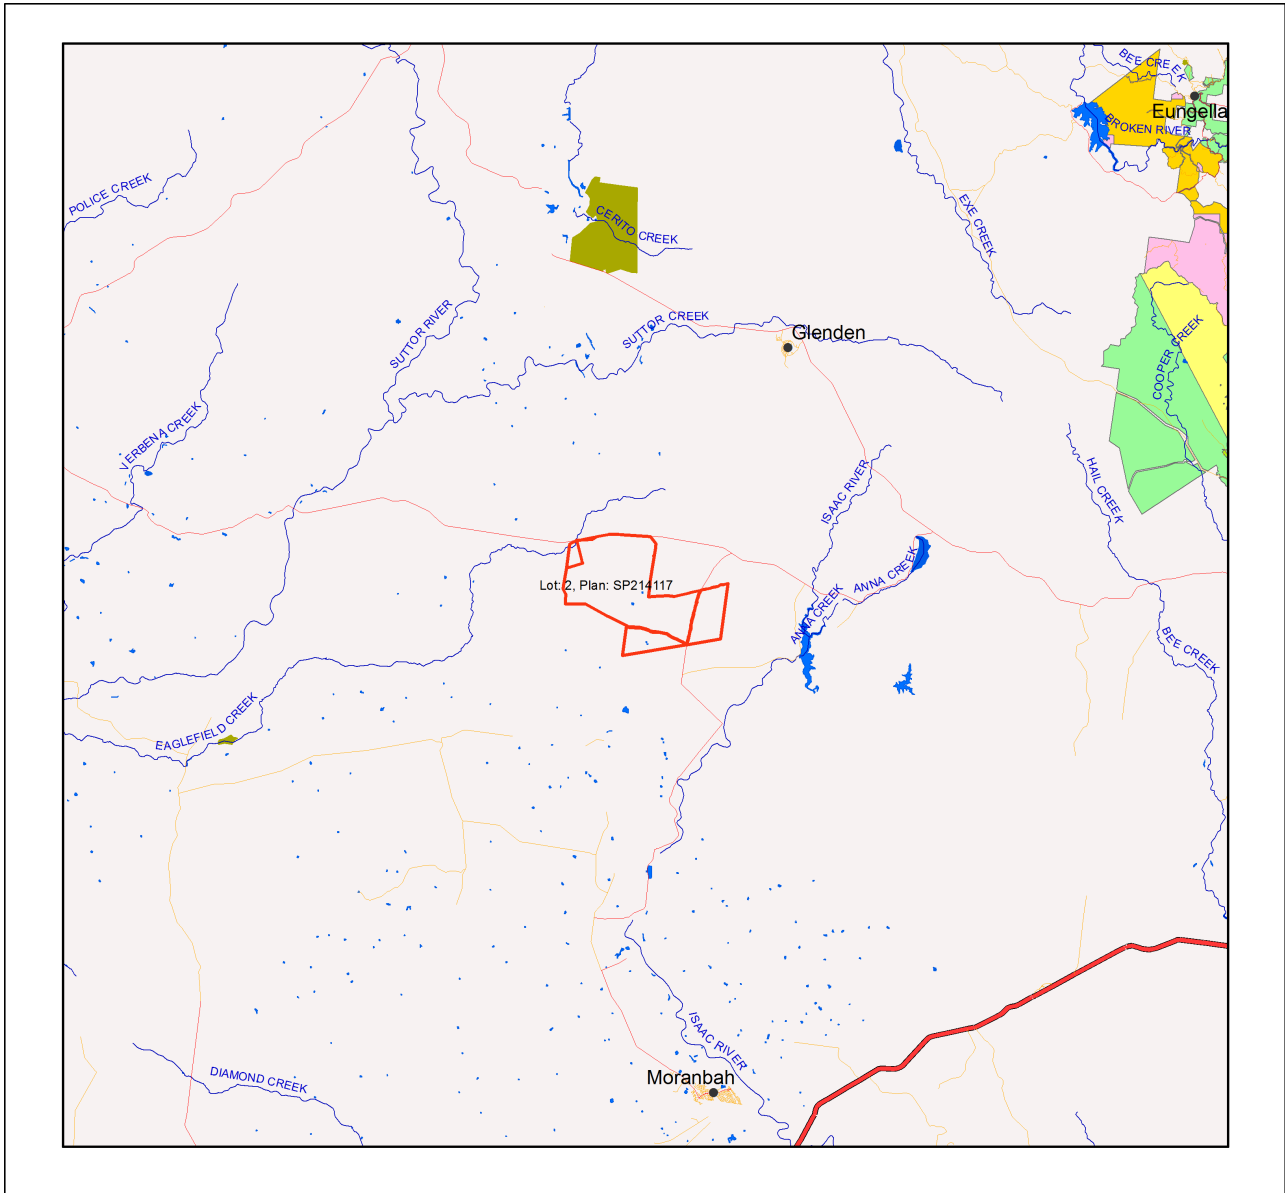 BEE CREEK
Eungella
BROKEN RIVER
POLICE CREEK
EXE CREEK
CERITO CREEK
SUTTOR RIVER
SUTTOR CREEK
Glenden
COOPER CREEK
VERBENA CREEK
ISAAC RIVER
HAIL CREEK
ANNA CREEK
Lot: 2, Plan: SP214117
ANNA CREEK
BEE CREEK
EAGLEFIELD CREEK
ISAAC RIVER
DIAMOND CREEK
Moranbah